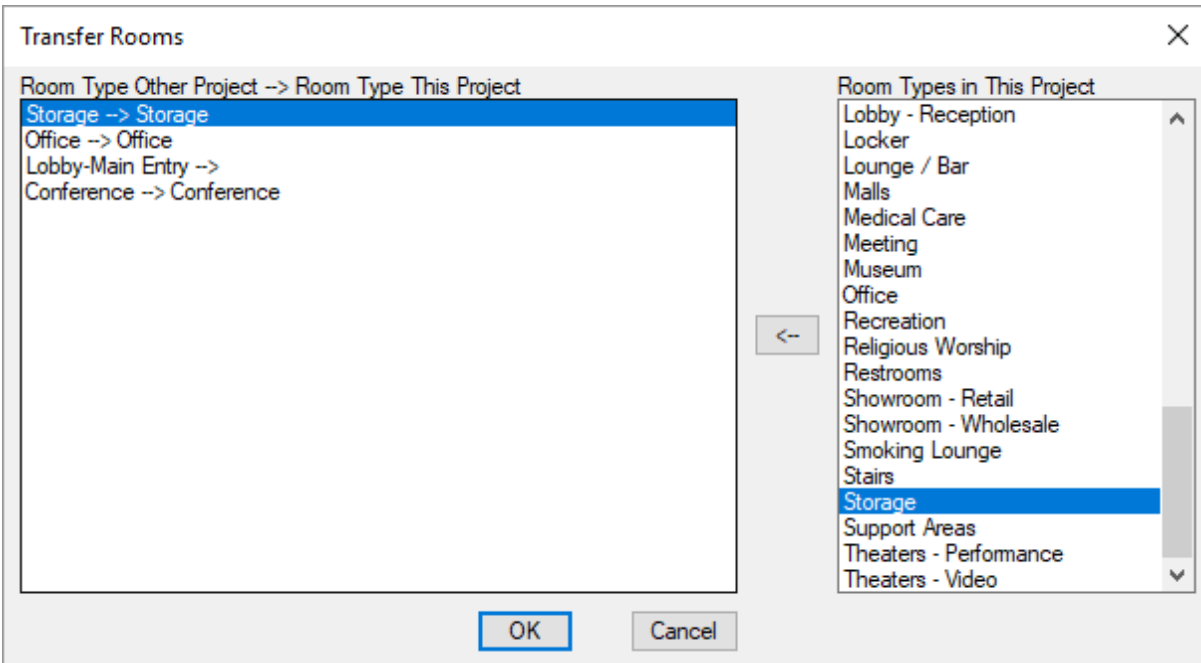 Transfer Rooms
Room Type Other Project --> Room Type This Project
Storage --> Storage
Office --> Office
Lobby-Main Entry -->
Conference --> Conference
<--
Room Types in This Project
Lobby - Reception
Locker
Lounge / Bar
Malls
Medical Care
Meeting
Museum
Office
Recreation
Religious Worship
Restrooms
Showroom - Retail
Showroom - Wholesale
Smoking Lounge
Stairs
Storage
Support Areas
Theaters - Performance
Theaters - Video
OK
Cancel